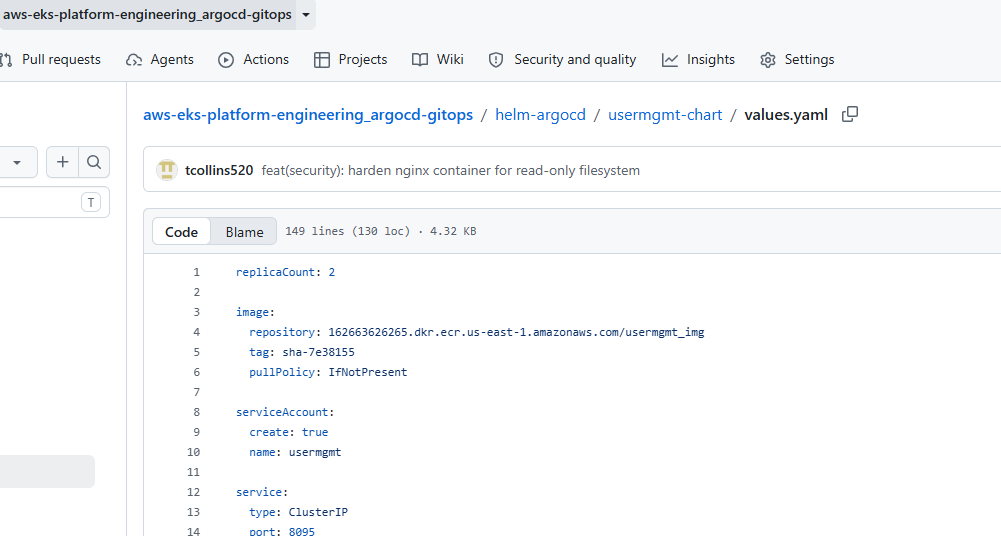 aws-eks-platform-engineering_argocd-gitops
Pull requests Agents Actions Projects Wiki Security and quality Insights Settings
aws-eks-platform-engineering_argocd-gitops / helm-argocd / usermgmt-chart / values.yaml
tcollins520 feat(security): harden nginx container for read-only filesystem
T
Code Blame 149 lines (130 loc) · 4.32 KB
1 replicaCount: 2
2
3 image:
4   repository: 162663626265.dkr.ecr.us-east-1.amazonaws.com/usermgmt_img
5   tag: sha-7e38155
6   pullPolicy: IfNotPresent
7
8 serviceAccount:
9   create: true
10   name: usermgmt
11
12 service:
13   type: ClusterIP
14   port: 8095